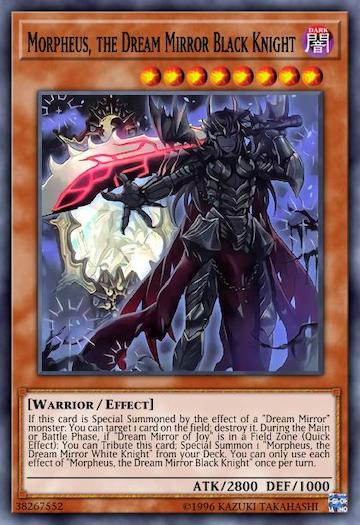 Morpheus, the Dream Mirror Black Knight
DARK
闇
[Warrior / Effect]
If this card is Special Summoned by the effect of a "Dream Mirror"
monster: You can target 1 card on the field; destroy it. During the Main
or Battle Phase, if "Dream Mirror of Joy" is in a Field Zone (Quick
Effect): You can Tribute this card; Special Summon 1 "Morpheus, the
Dream Mirror White Knight" from your Deck. You can only use each
effect of "Morpheus, the Dream Mirror Black Knight" once per turn.
ATK/2800 DEF/1000
38267552
©1996 KAZUKI TAKAHASHI